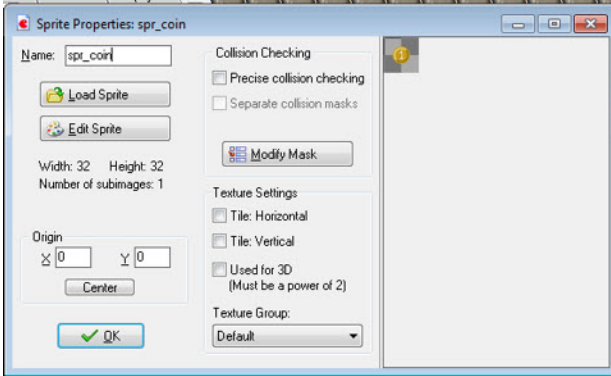 Sprite Properties: spr_coin
Name: spr_coin
Load Sprite
Edit Sprite
Width: 32 Height: 32
Number of subimages: 1
Origin
X 0 Y 0
Center
OK
Collision Checking
Precise collision checking
Separate collision masks
Modify Mask
Texture Settings
Tile: Horizontal
Tile: Vertical
Used for 3D
(Must be a power of 2)
Texture Group:
Default
1